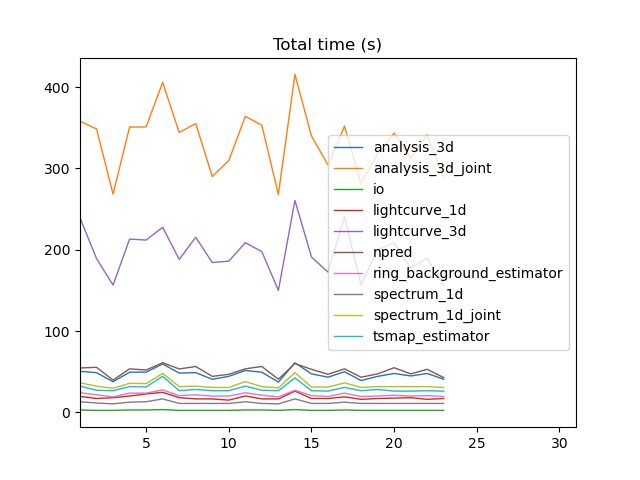 Total time (s)
400
300
200
100
0
analysis_3d
analysis_3d_joint
io
lightcurve_1d
lightcurve_3d
npred
ring_background_estimator
spectrum_1d
spectrum_1d_joint
tsmap_estimator
5 10 15 20 25 30